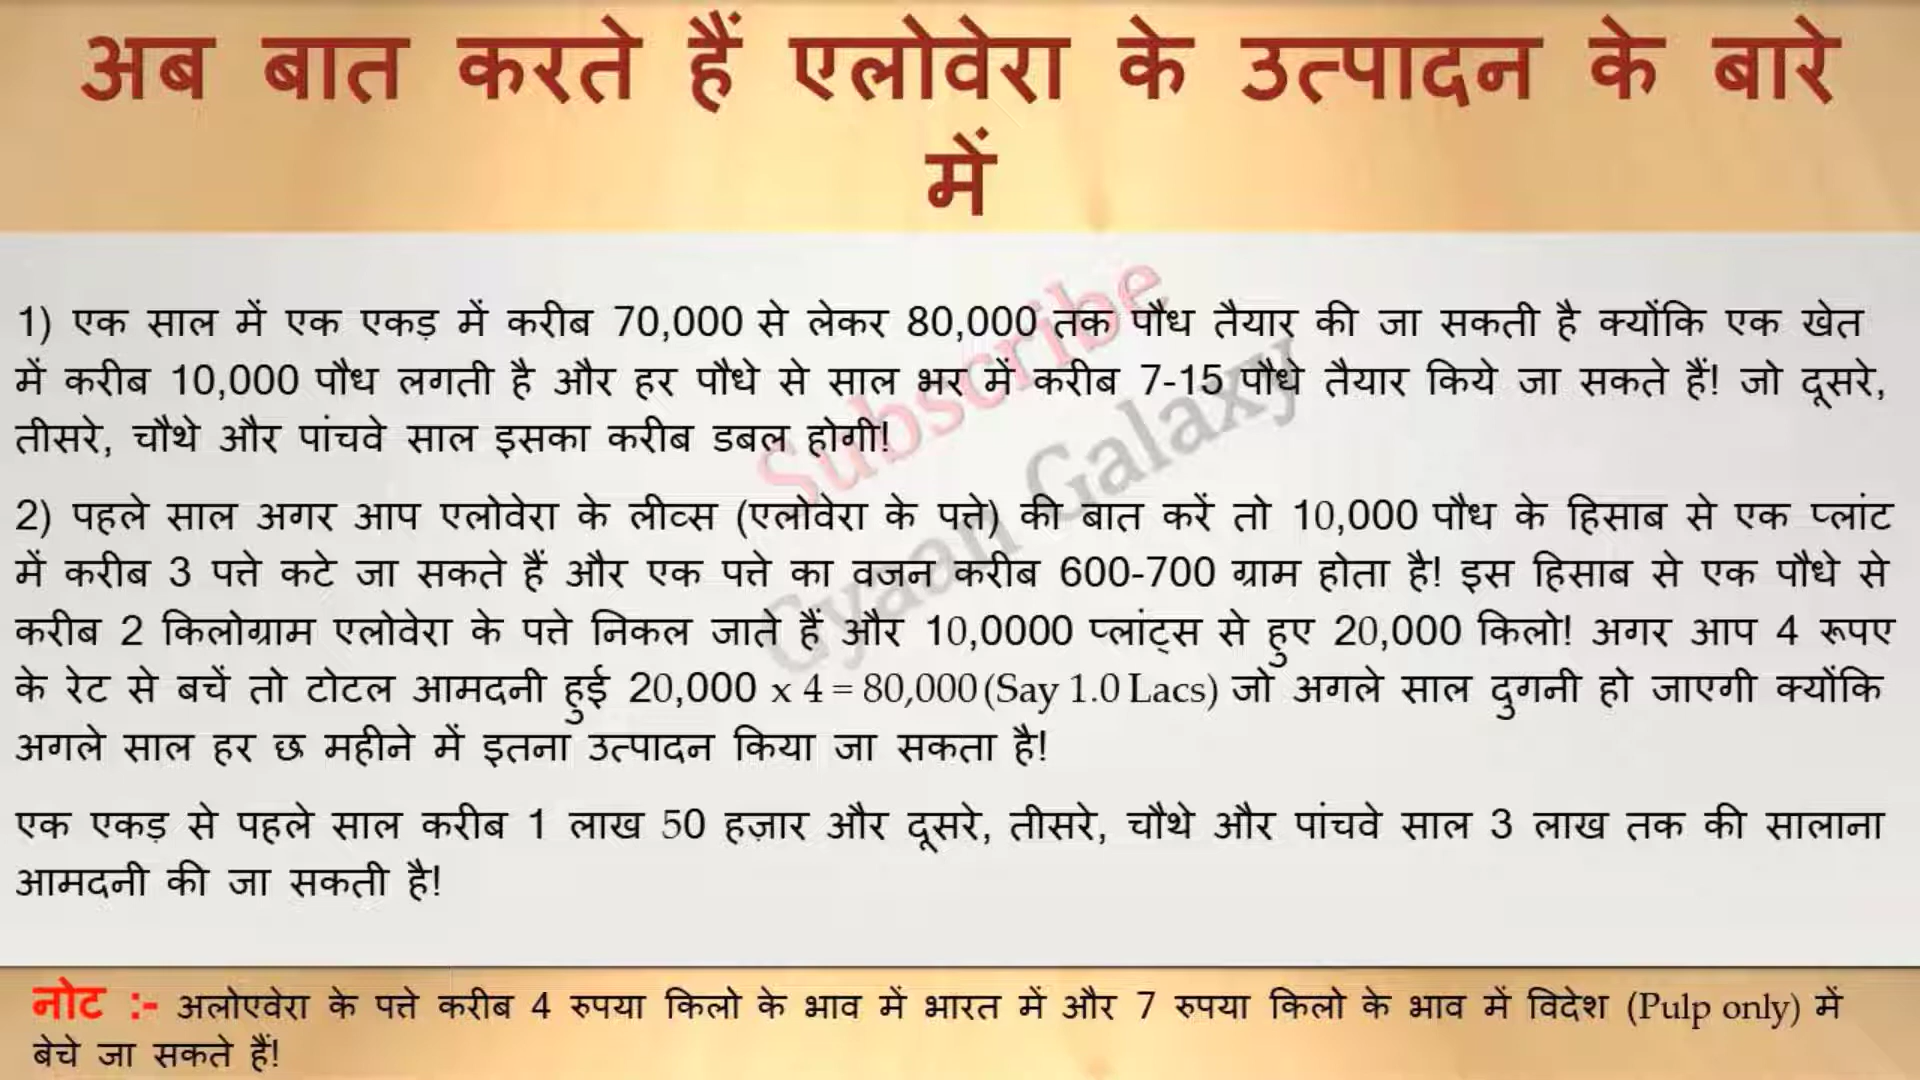 अब बात करते हैं एलोवेरा के उत्पादन के बारे
में
1) एक साल में एक एकड़ में करीब 70,000 से लेकर 80,000 तक पौध तैयार की जा सकती है क्योंकि एक खेत
में करीब 10,000 पौध लगती है और हर पौधे से साल भर में करीब 7-15 पौधे तैयार किये जा सकते हैं! जो दूसरे,
तीसरे, चौथे और पांचवे साल इसका करीब डबल होगी!
2) पहले साल अगर आप एलोवेरा के लीव्स (एलोवेरा के पते) की बात करें तो 10,000 पौध के हिसाब से एक प्लांट
में करीब 3 पत्ते कटे जा सकते हैं और एक पत्ते का वजन करीब 600-700 ग्राम होता है! इस हिसाब से एक पौधे से
करीब 2 किलोग्राम एलोवेरा के पत्ते निकल जाते हैं और 10,0000 प्लांट्स से हुए 20,000 किलो! अगर आप 4 रूपए
के रेट से बचें तो टोटल आमदनी हुई 20,000 x 4 = 80,000 (Say 1.0 Lacs) जो अगले साल दुगनी हो जाएगी क्योंकि
अगले साल हर छ महीने में इतना उत्पादन किया जा सकता है!
एक एकड़ से पहले साल करीब 1 लाख 50 हज़ार और दूसरे, तीसरे, चौथे और पांचवे साल 3 लाख तक की सालाना
आमदनी की जा सकती है!
Subscribe
Gyaan Galaxy
नोट :- अलोएवेरा के पत्ते करीब 4 रुपया किलो के भाव में भारत में और 7 रुपया किलो के भाव में विदेश (Pulp only) में
बेचे जा सकते हैं!